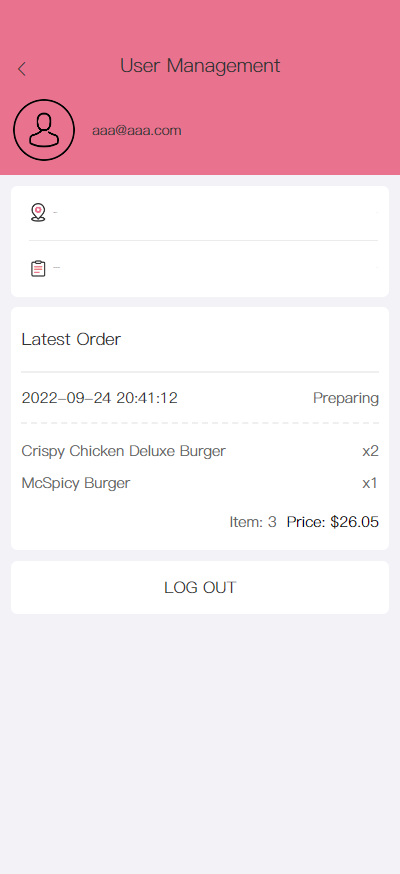 User Management
aaa@aaa.com
-
-
Latest Order
2022-09-24 20:41:12 Preparing
Crispy Chicken Deluxe Burger x2
McSpicy Burger x1
Item: 3 Price: $26.05
LOG OUT